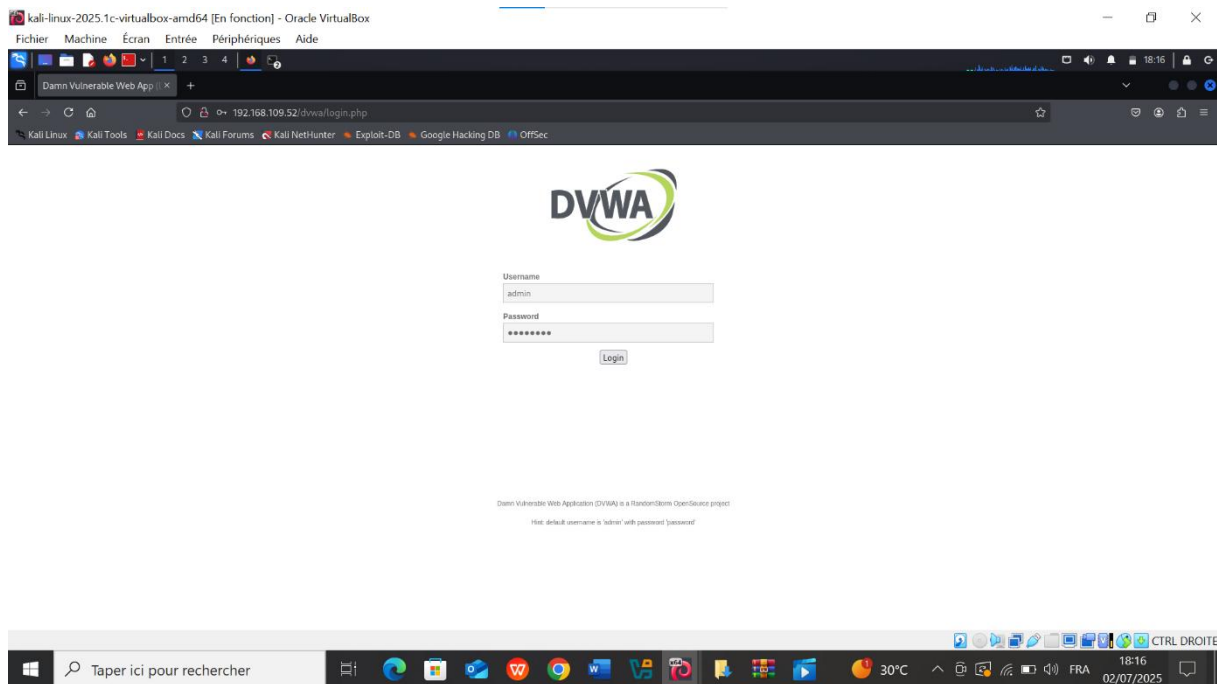 kali-linux-2025.1c-virtualbox-amd64 [En fonction] - Oracle VirtualBox
Fichier Machine Écran Entrée Périphériques Aide
1 2 3 4 18:16
Damn Vulnerable Web App (
192.168.109.52/dvwa/login.php
Kali Linux Kali Tools Kali Docs Kali Forums Kali NetHunter Exploit-DB Google Hacking DB OffSec
DVWA
Username
admin
Password
Login
Damn Vulnerable Web Application (DVWA) is a RandomStorm OpenSource project
Hint: default username is 'admin' with password 'password'
CTRL DROITE
Taper ici pour rechercher 30°C FRA 18:16
02/07/2025